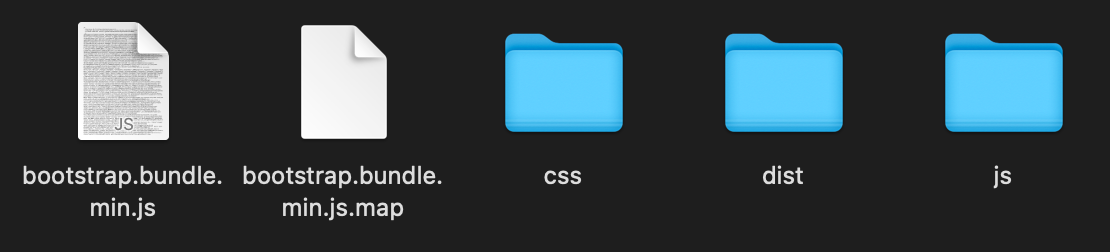 JS
bootstrap.bundle.
min.js
bootstrap.bundle.
min.js.map
css
dist
js